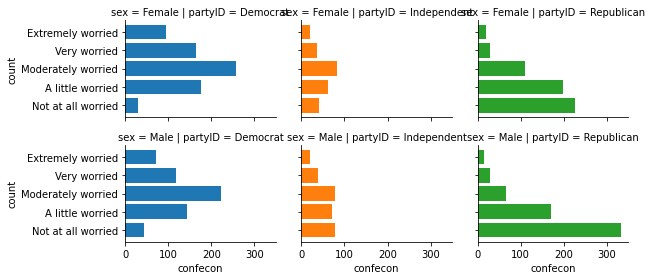 sex = Female | partyID = Democrat
sex = Female | partyID = Independent
sex = Female | partyID = Republican
count
Extremely worried
Very worried
Moderately worried
A little worried
Not at all worried
sex = Male | partyID = Democrat
sex = Male | partyID = Independent
sex = Male | partyID = Republican
count
Extremely worried
Very worried
Moderately worried
A little worried
Not at all worried
0 100 200 300
0 100 200 300
0 100 200 300
confecon
confecon
confecon